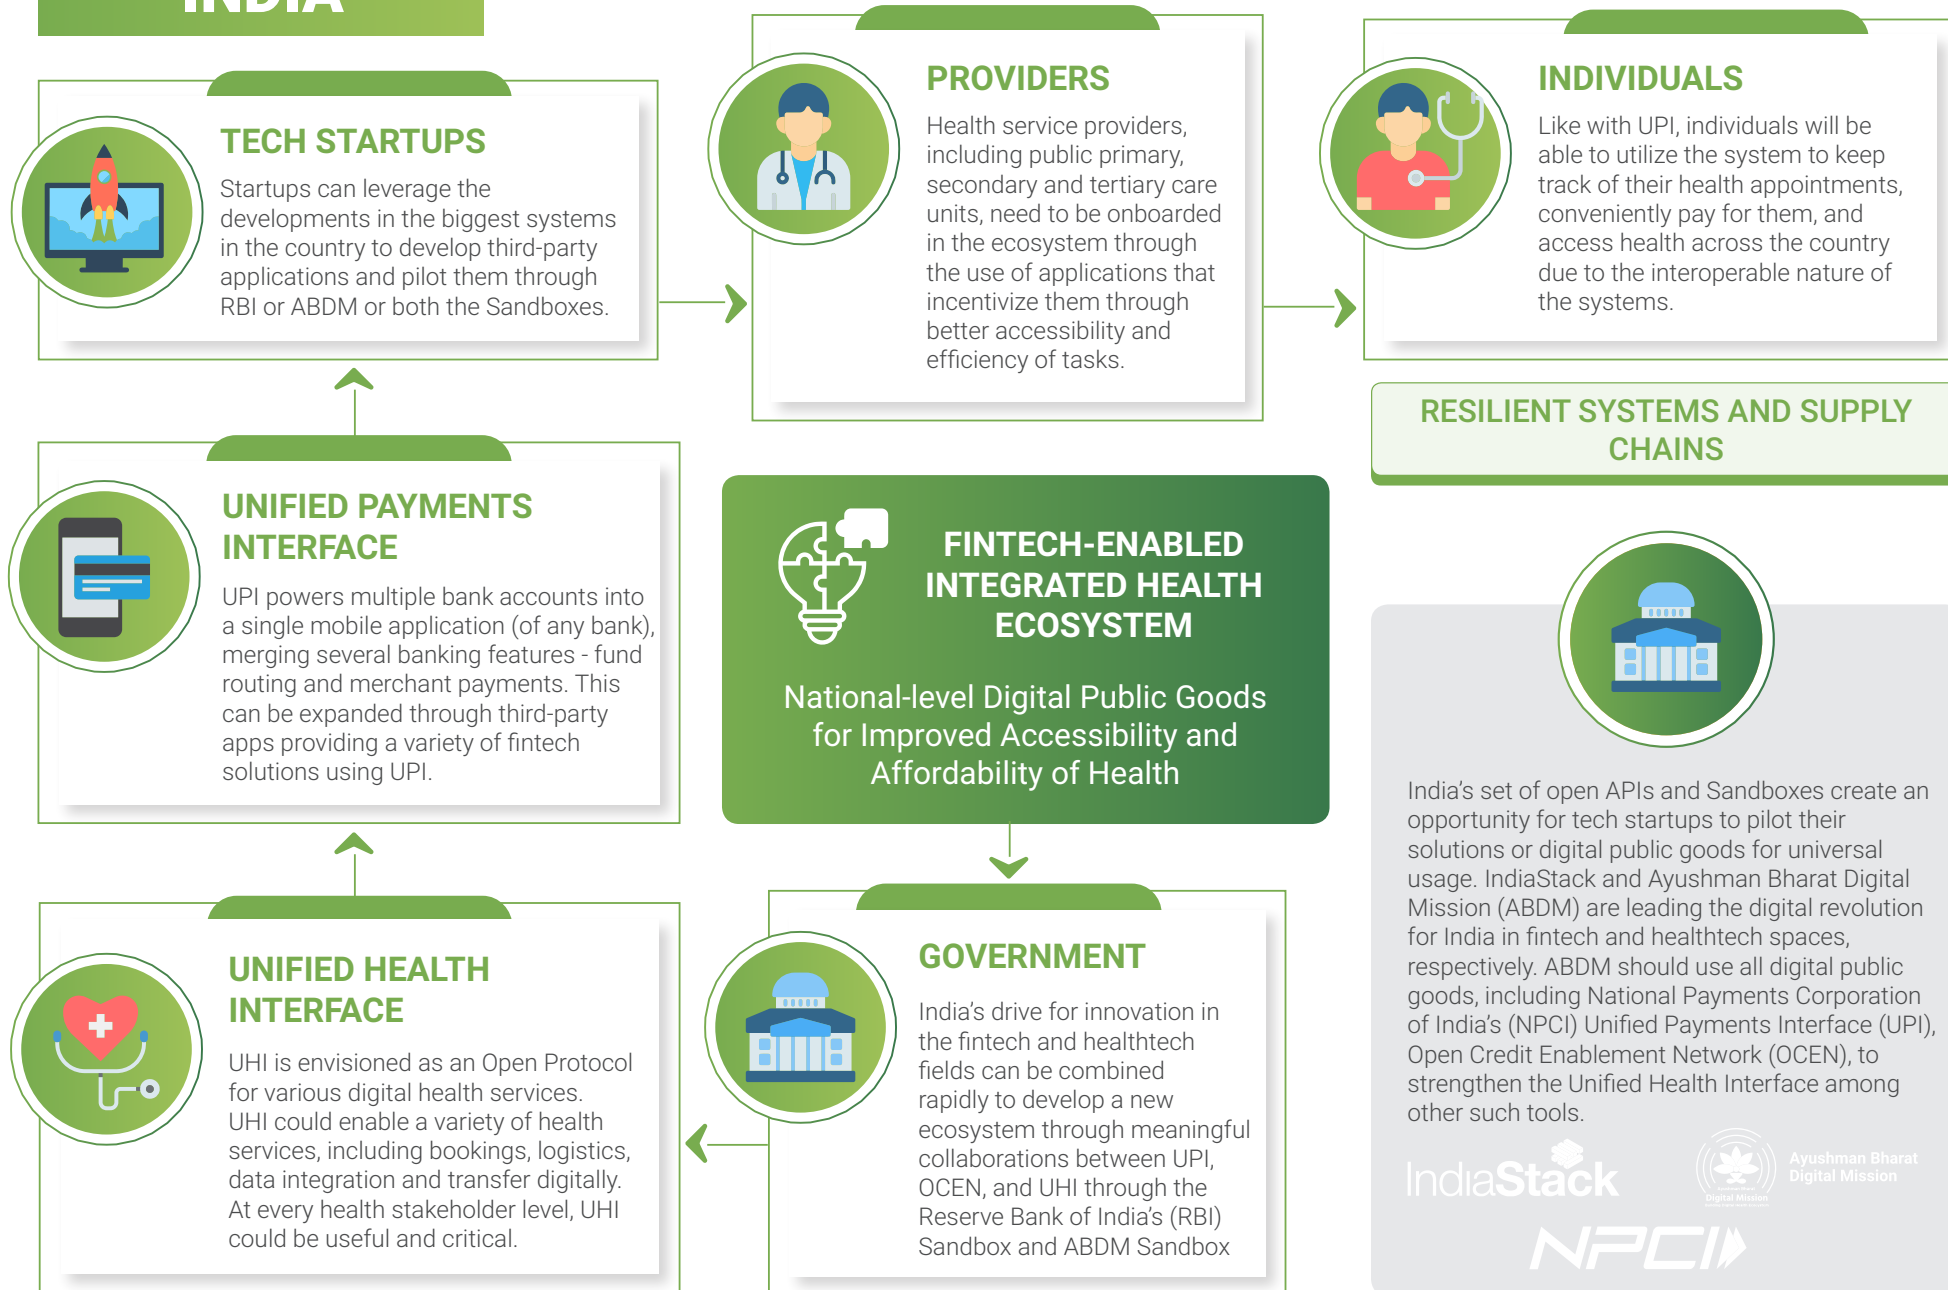 INDIA
TECH STARTUPS
Startups can leverage the
developments in the biggest systems
in the country to develop third-party
applications and pilot them through
RBI or ABDM or both the Sandboxes.
PROVIDERS
Health service providers,
including public primary,
secondary and tertiary care
units, need to be onboarded
in the ecosystem through
the use of applications that
incentivize them through
better accessibility and
efficiency of tasks.
INDIVIDUALS
Like with UPI, individuals will be
able to utilize the system to keep
track of their health appointments,
conveniently pay for them, and
access health across the country
due to the interoperable nature of
the systems.
UNIFIED PAYMENTS
INTERFACE
UPI powers multiple bank accounts into
a single mobile application (of any bank),
merging several banking features - fund
routing and merchant payments. This
can be expanded through third-party
apps providing a variety of fintech
solutions using UPI.
FINTECH-ENABLED
INTEGRATED HEALTH
ECOSYSTEM
National-level Digital Public Goods
for Improved Accessibility and
Affordability of Health
RESILIENT SYSTEMS AND SUPPLY
CHAINS
UNIFIED HEALTH
INTERFACE
UHI is envisioned as an Open Protocol
for various digital health services.
UHI could enable a variety of health
services, including bookings, logistics,
data integration and transfer digitally.
At every health stakeholder level, UHI
could be useful and critical.
GOVERNMENT
India's drive for innovation in
the fintech and healthtech
fields can be combined
rapidly to develop a new
ecosystem through meaningful
collaborations between UPI,
OCEN, and UHI through the
Reserve Bank of India's (RBI)
Sandbox and ABDM Sandbox
India's set of open APIs and Sandboxes create an
opportunity for tech startups to pilot their
solutions or digital public goods for universal
usage. IndiaStack and Ayushman Bharat Digital
Mission (ABDM) are leading the digital revolution
for India in fintech and healthtech spaces,
respectively. ABDM should use all digital public
goods, including National Payments Corporation
of India's (NPCI) Unified Payments Interface (UPI),
Open Credit Enablement Network (OCEN), to
strengthen the Unified Health Interface among
other such tools.
IndiaStack
Digital Mission
Ayushman Bharat
Digital Mission
NPCI